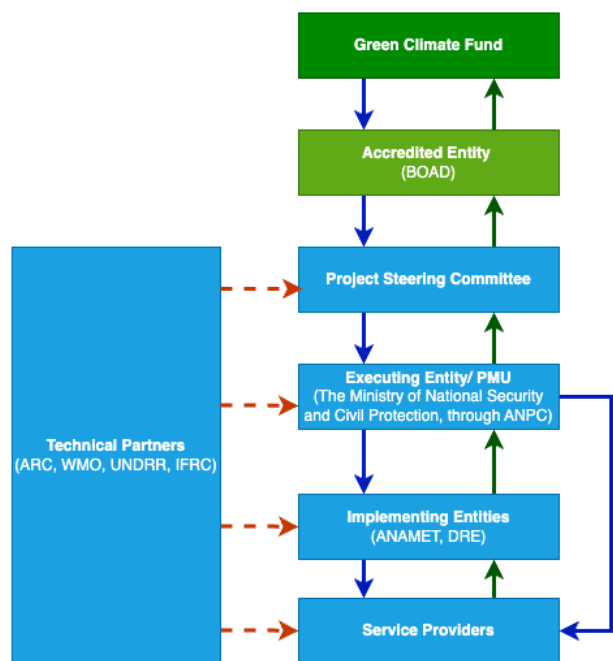 Green Climate Fund
Accredited Entity
(BOAD)
Project Steering Committee
Executing Entity/ PMU
(The Ministry of National Security
and Civil Protection, through ANPC)
Technical Partners
(ARC, WMO, UNDRR, IFRC)
Implementing Entities
(ANAMET, DRE)
Service Providers